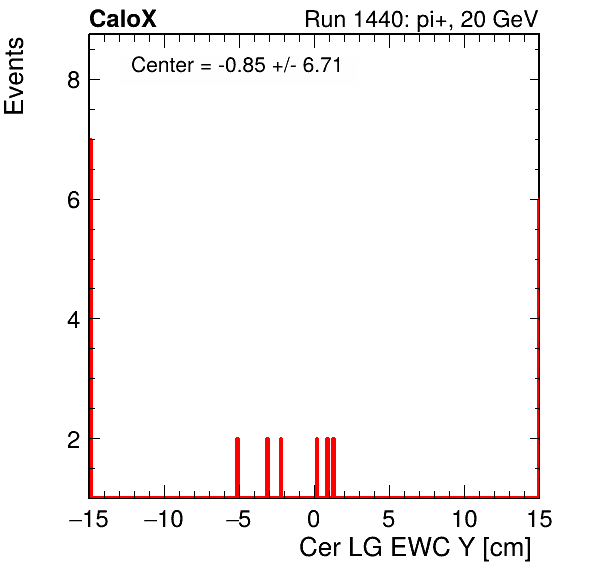 CaloX Run 1440: pi+, 20 GeV
Center = -0.85 +/- 6.71
Events
8
6
4
2
−15 −10 −5 0 5 10 15
Cer LG EWC Y [cm]